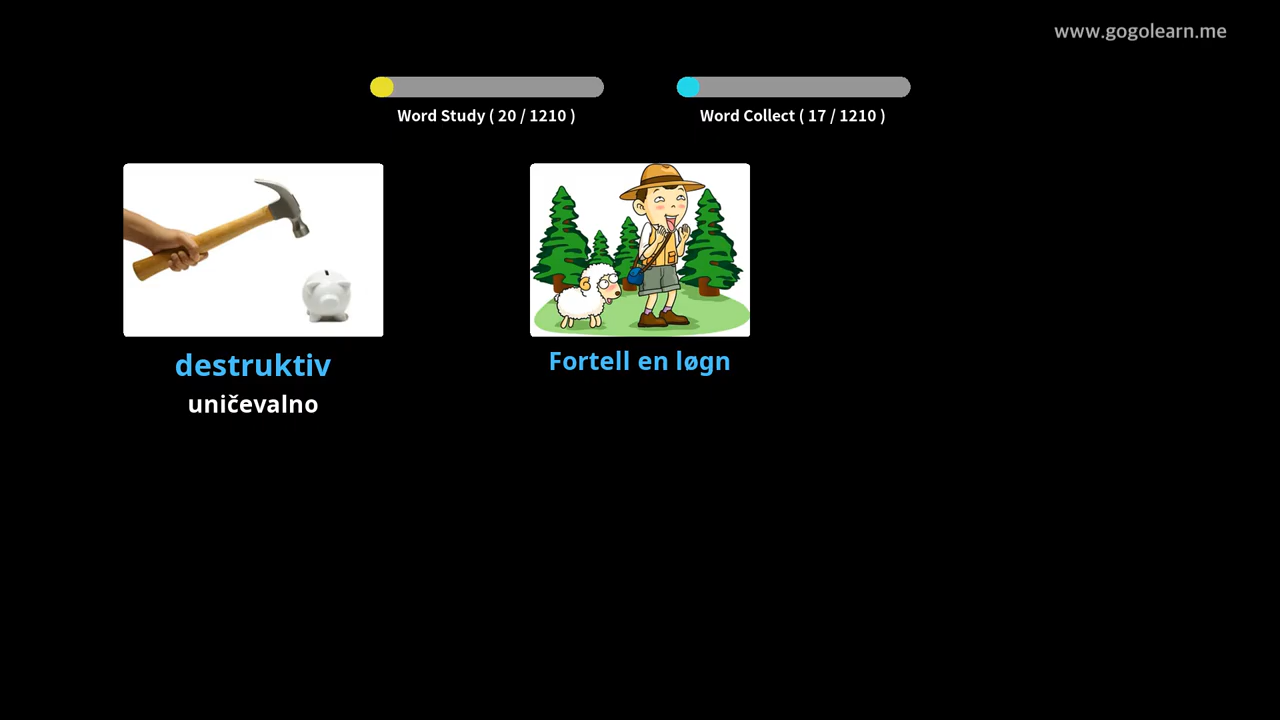 www.gogolearn.me
Word Study ( 20 / 1210 )
Word Collect ( 17 / 1210 )
destruktiv
uničevalno
Fortell en løgn